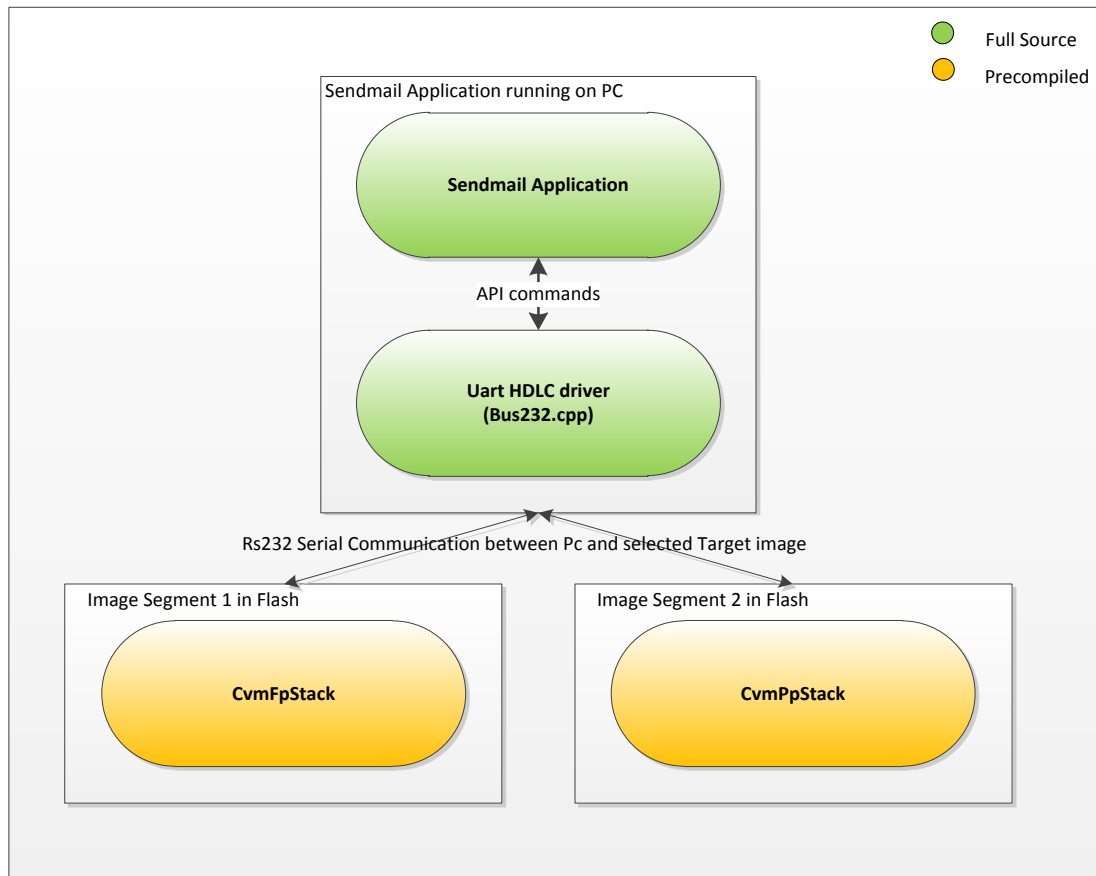 Full Source
Precompiled
Sendmail Application running on PC
Sendmail Application
API commands
Uart HDLC driver
(Bus232.cpp)
Rs232 Serial Communication between Pc and selected Target image
Image Segment 1 in Flash
CvmFpStack
Image Segment 2 in Flash
CvmPpStack